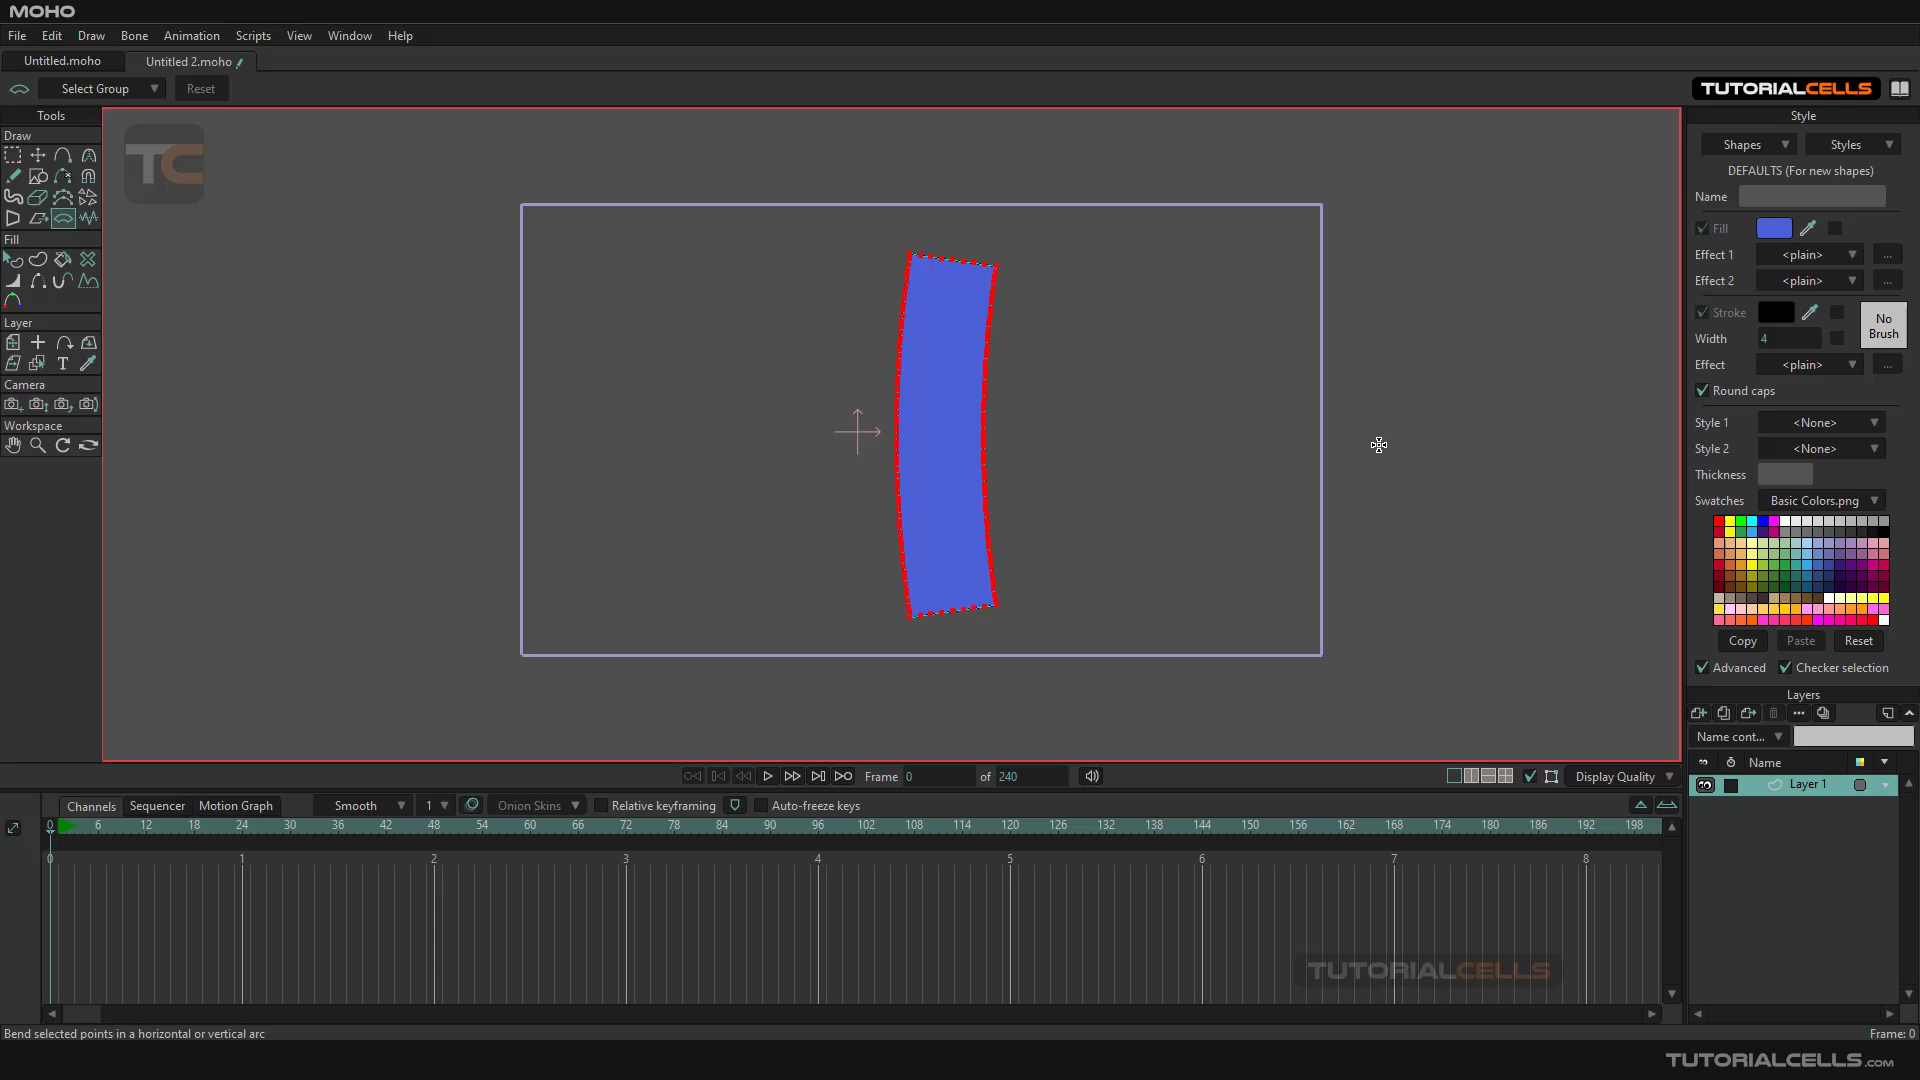 MOHO
File Edit Draw Bone Animation Scripts View Window Help
Untitled.moho Untitled 2.moho
Select Group Reset
TUTORIALCELLS
Tools
Draw
Fill
Layer
T
Camera
Workspace
TC
Style
Shapes Styles
DEFAULTS (For new shapes)
Name
Fill
Effect 1 <plain> ...
Effect 2 <plain> ...
Stroke
No Brush
Width 4
Effect <plain> ...
Round caps
Style 1 <None>
Style 2 <None>
Thickness
Swatches Basic Colors.png
Copy Paste Reset
Advanced Checker selection
Layers
Name cont...
Name
Layer 1
Frame 0 of 240 Display Quality
Channels Sequencer Motion Graph Smooth 1 Onion Skins Relative keyframing Auto-freeze keys
0 6 12 18 24 30 36 42 48 54 60 66 72 78 84 90 96 102 108 114 120 126 132 138 144 150 156 162 168 174 180 186 192 198
0 1 2 3 4 5 6 7 8
TUTORIALCELLS
Bend selected points in a horizontal or vertical arc Frame: 0
TUTORIALCELLS.COM